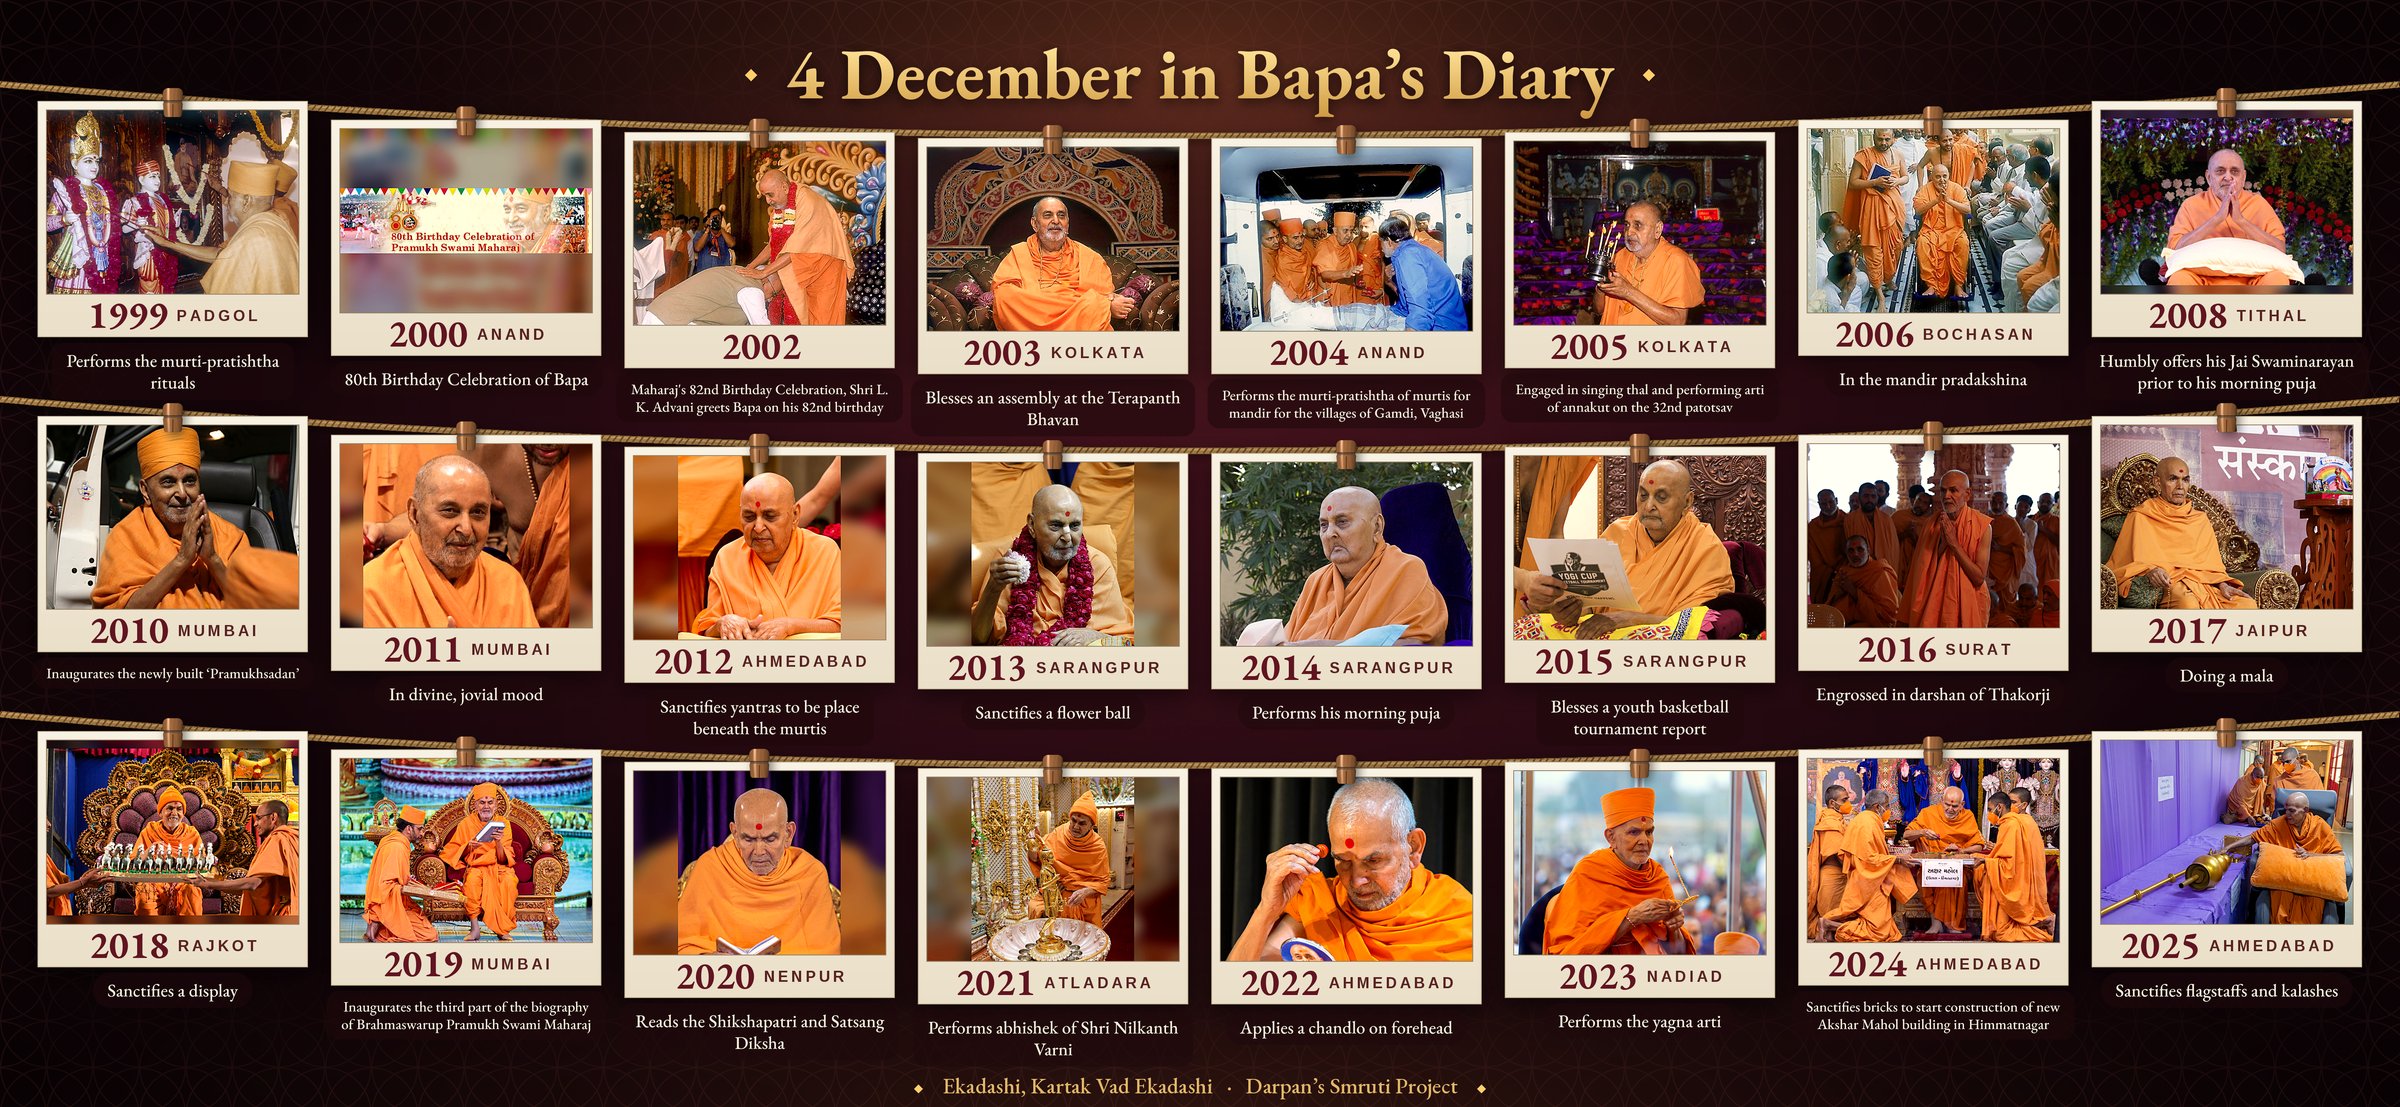 4 December in Bapa’s Diary
80th Birthday Celebration of
Pramukh Swami Maharaj
1999 PADGOL
Performs the murti-pratishtha
rituals
2000 ANAND
80th Birthday Celebration of Bapa
2002
Maharaj's 82nd Birthday Celebration, Shri L.
K. Advani greets Bapa on his 82nd birthday
2003 KOLKATA
Blesses an assembly at the Terapanth
Bhavan
2004 ANAND
Performs the murti-pratishtha of murtis for
mandir for the villages of Gamdi, Vaghasi
2005 KOLKATA
Engaged in singing thal and performing arti
of annakut on the 32nd patotsav
2006 BOCHASAN
In the mandir pradakshina
2008 TITHAL
Humbly offers his Jai Swaminarayan
prior to his morning puja
2010 MUMBAI
Inaugurates the newly built ‘Pramukhsadan’
2011 MUMBAI
In divine, jovial mood
2012 AHMEDABAD
Sanctifies yantras to be place
beneath the murtis
2013 SARANGPUR
Sanctifies a flower ball
2014 SARANGPUR
Performs his morning puja
YOGI CUP
2015 SARANGPUR
Blesses a youth basketball
tournament report
2016 SURAT
Engrossed in darshan of Thakorji
2017 JAIPUR
Doing a mala
2018 RAJKOT
Sanctifies a display
2019 MUMBAI
Inaugurates the third part of the biography
of Brahmaswarup Pramukh Swami Maharaj
2020 NENPUR
Reads the Shikshapatri and Satsang
Diksha
2021 ATLADARA
Performs abhishek of Shri Nilkanth
Varni
2022 AHMEDABAD
Applies a chandlo on forehead
2023 NADIAD
Performs the yagna arti
અક્ષર મહોલ
2024 AHMEDABAD
Sanctifies bricks to start construction of new
Akshar Mahol building in Himmatnagar
2025 AHMEDABAD
Sanctifies flagstaffs and kalashes
Ekadashi, Kartak Vad Ekadashi · Darpan’s Smruti Project